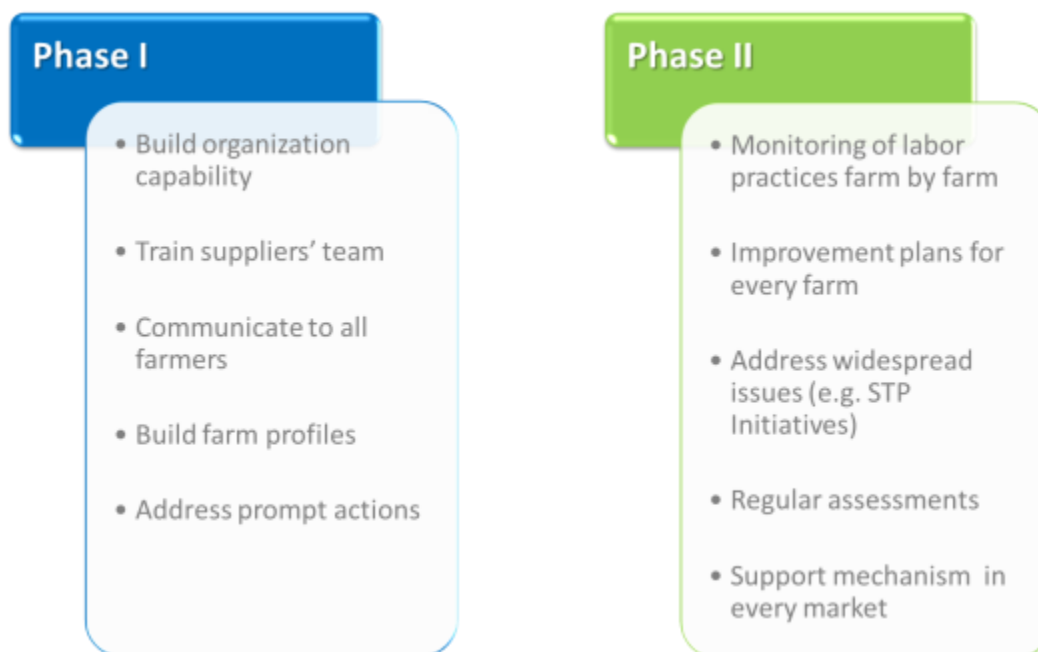 Phase I
• Build organization
capability
• Train suppliers’ team
• Communicate to all
farmers
• Build farm profiles
• Address prompt actions
Phase II
• Monitoring of labor
practices farm by farm
• Improvement plans for
every farm
• Address widespread
issues (e.g. STP
Initiatives)
• Regular assessments
• Support mechanism in
every market